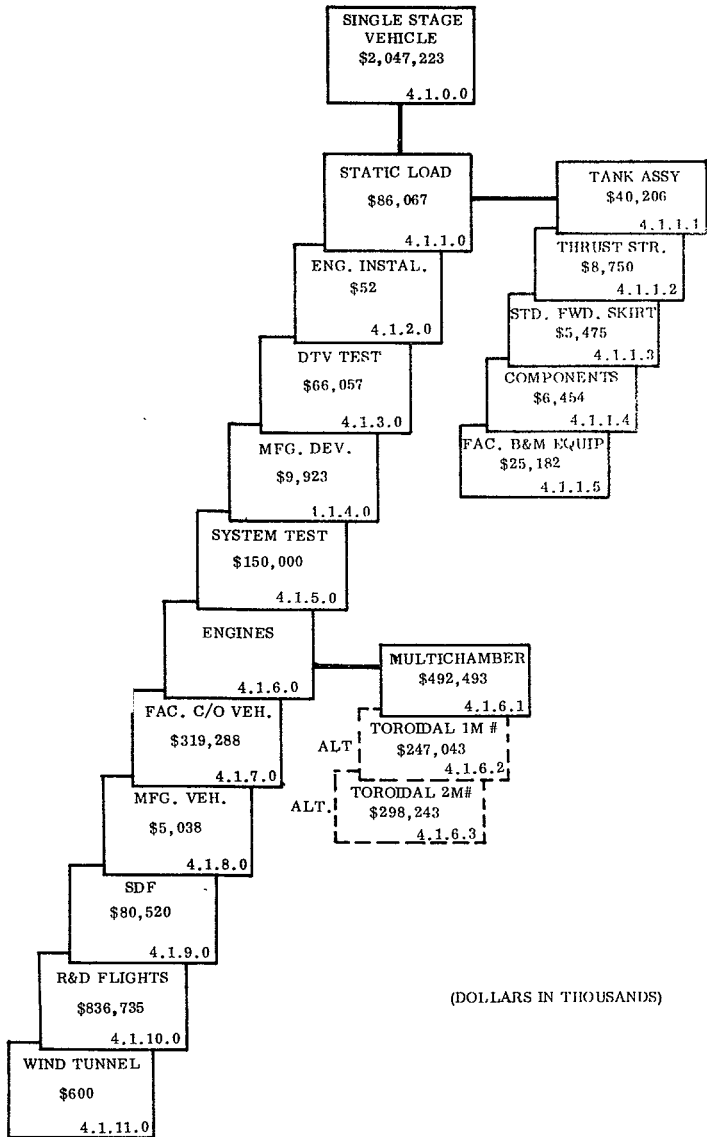 SINGLE STAGE
VEHICLE
$2,047,223
4.1.0.0
STATIC LOAD
$86,067
4.1.1.0
TANK ASSY
$40,206
4.1.1.1
THRUST STR.
$8,750
4.1.1.2
STD. FWD. SKIRT
$5,475
4.1.1.3
COMPONENTS
$6,454
4.1.1.4
FAC. B&M EQUIP
$25,182
4.1.1.5
ENG. INSTAL.
$52
4.1.2.0
DTV TEST
$66,057
4.1.3.0
MFG. DEV.
$9,923
1.1.4.0
SYSTEM TEST
$150,000
4.1.5.0
ENGINES
4.1.6.0
MULTICHAMBER
$492,493
4.1.6.1
ALT
TOROIDAL 1M #
$247,043
4.1.6.2
ALT.
TOROIDAL 2M#
$298,243
4.1.6.3
FAC. C/O VEH.
$319,288
4.1.7.0
MFG. VEH.
$5,038
4.1.8.0
SDF
$80,520
4.1.9.0
R&D FLIGHTS
$836,735
4.1.10.0
WIND TUNNEL
$600
4.1.11.0
(DOLLARS IN THOUSANDS)